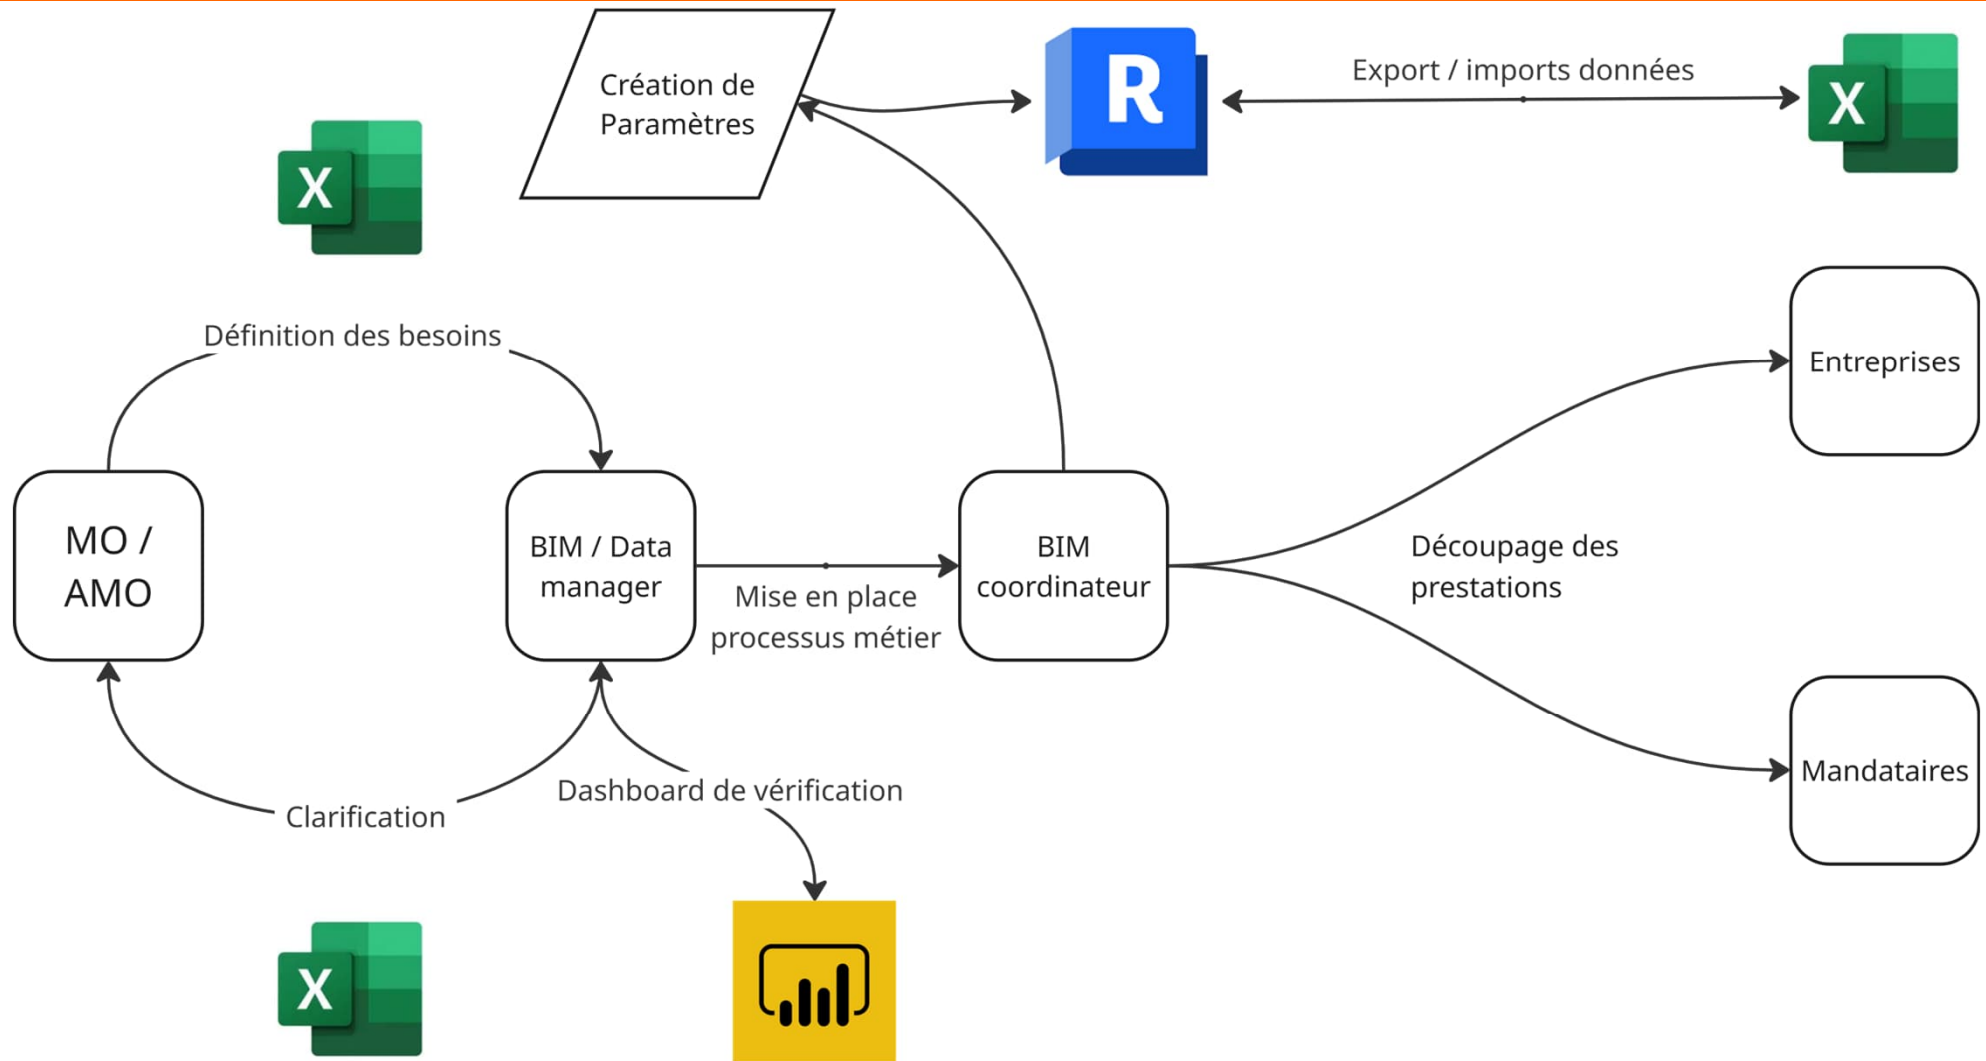 Création de
Paramètres
R
Export / imports données
X
X
Définition des besoins
Entreprises
MO /
AMO
BIM / Data
manager
Mise en place
processus métier
BIM
coordinateur
Découpage des
prestations
Mandataires
Dashboard de vérification
Clarification
X